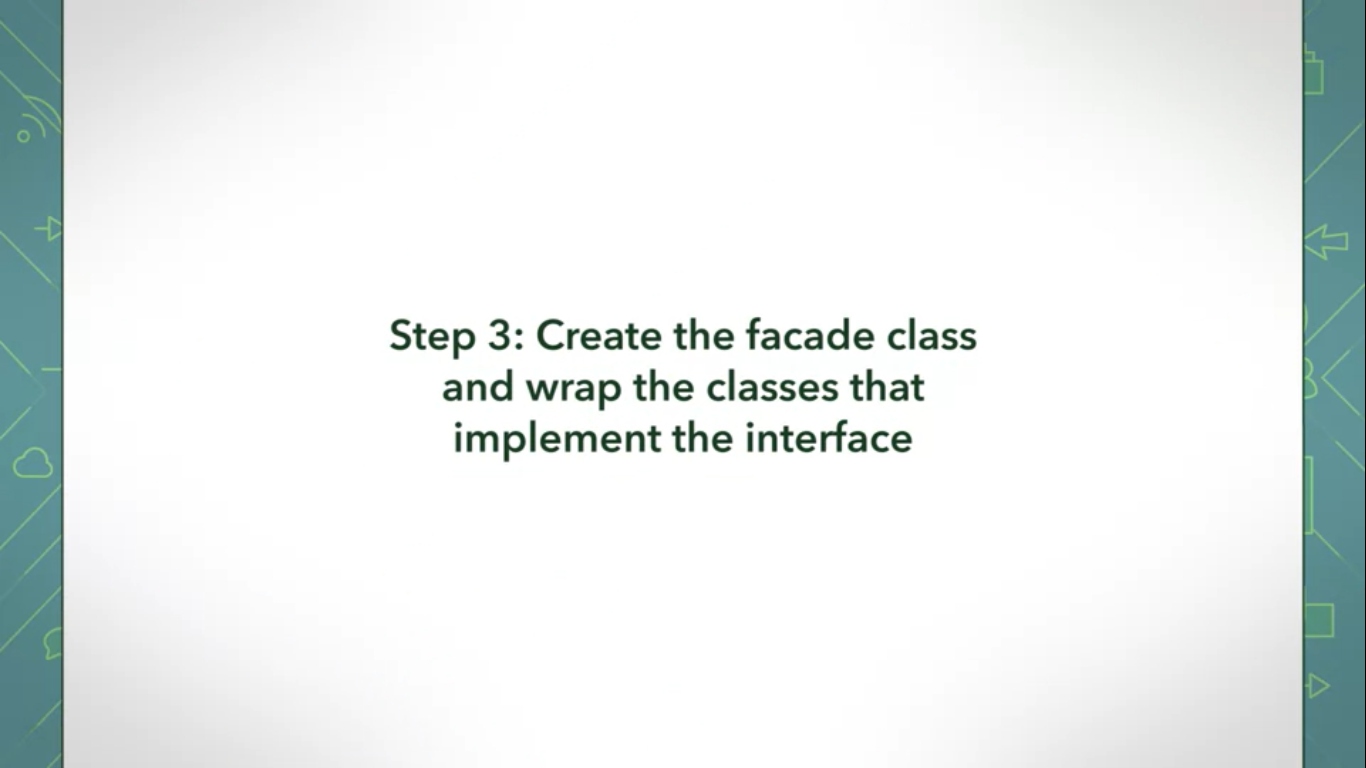 Step 3: Create the facade class
and wrap the classes that
implement the interface